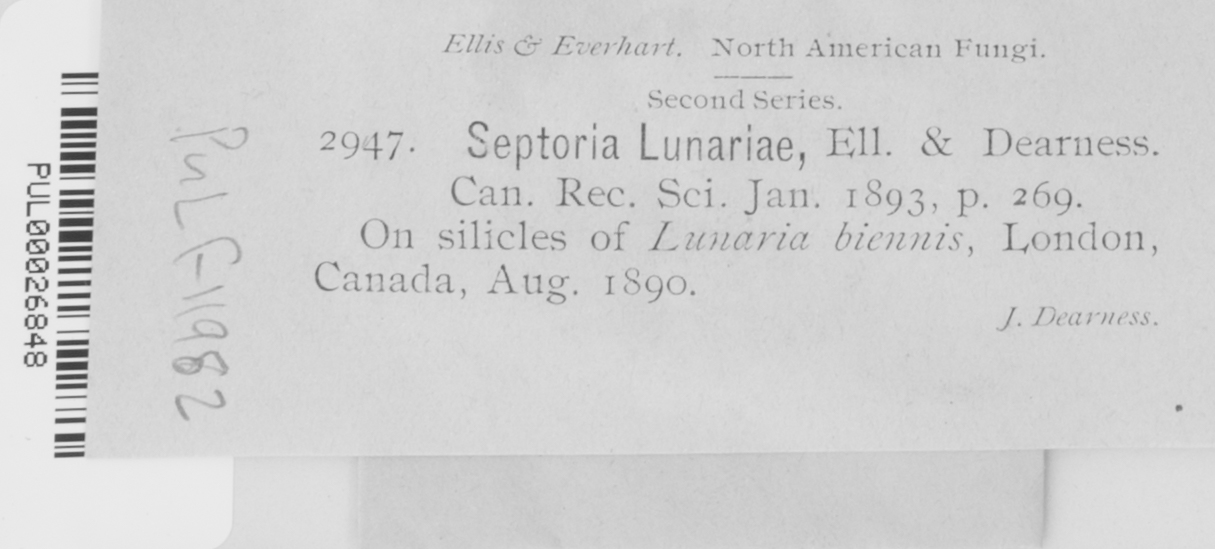 Ellis & Everhart. North American Fungi.
Second Series.
2947. Septoria Lunariae, Ell. & Dearness.
Can. Rec. Sci. Jan. 1893, p. 269.
On silicles of Lunaria biennis, London,
Canada, Aug. 1890.
J. Dearness.
PUL F11982
PUL00026848